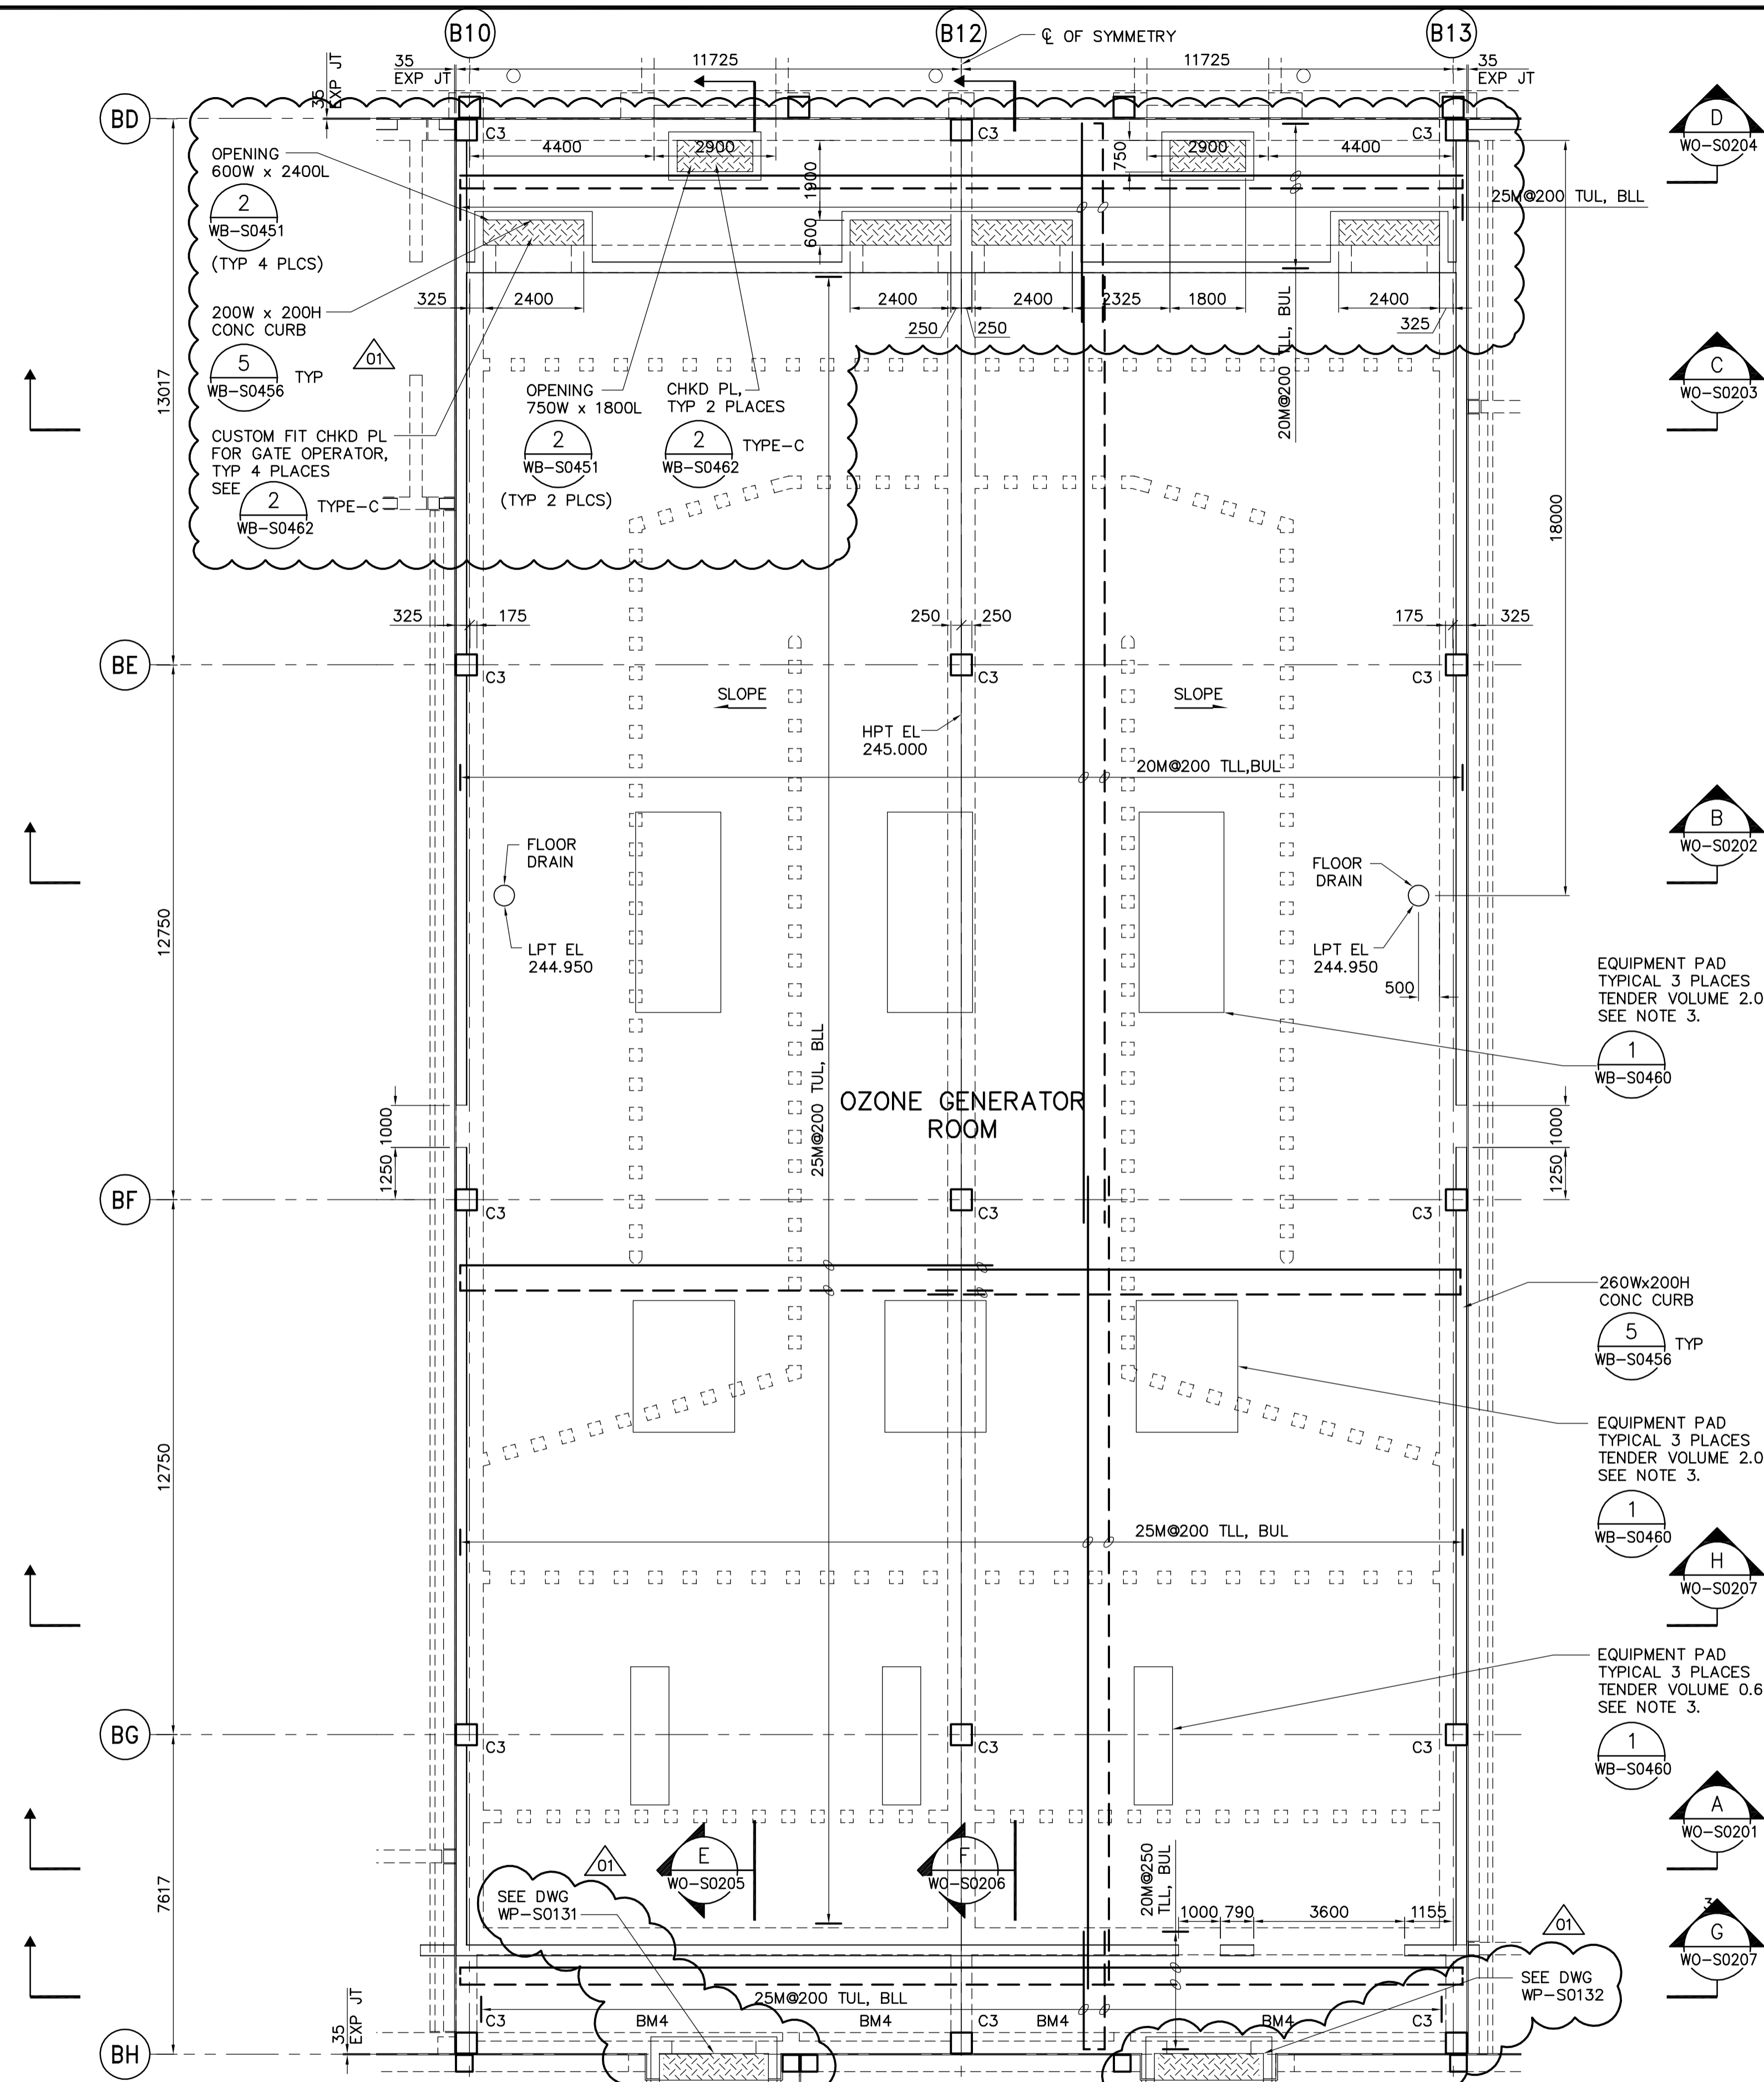 B10
B12
B13
℄ OF SYMMETRY
35
EXP JT
11725
11725
35
EXP JT
35
EXP JT
BD
C3
C3
C3
4400
2900
750
2900
4400
D
WO-S0204
OPENING
600W x 2400L
2
WB-S0451
(TYP 4 PLCS)
1900
600
25M@200 TUL, BLL
200W x 200H
CONC CURB
5
WB-S0456
TYP
01
325
2400
2400
2400
2325
1800
2400
250
250
325
20M@200 TLL, BUL
13017
OPENING
750W x 1800L
2
WB-S0451
(TYP 2 PLCS)
CHKD PL,
TYP 2 PLACES
2
WB-S0462
TYPE-C
C
WO-S0203
CUSTOM FIT CHKD PL
FOR GATE OPERATOR,
TYP 4 PLACES
SEE
2
WB-S0462
TYPE-C
18000
325
175
250
250
175
325
BE
C3
C3
C3
SLOPE
SLOPE
HPT EL
245.000
20M@200 TLL,BUL
B
WO-S0202
FLOOR
DRAIN
FLOOR
DRAIN
12750
LPT EL
244.950
LPT EL
244.950
500
EQUIPMENT PAD
TYPICAL 3 PLACES
TENDER VOLUME 2.0
SEE NOTE 3.
1
WB-S0460
25M@200 TUL, BLL
OZONE GENERATOR
ROOM
1000
1250
1000
1250
BF
C3
C3
C3
260Wx200H
CONC CURB
5
WB-S0456
TYP
12750
EQUIPMENT PAD
TYPICAL 3 PLACES
TENDER VOLUME 2.0
SEE NOTE 3.
1
WB-S0460
25M@200 TLL, BUL
H
WO-S0207
EQUIPMENT PAD
TYPICAL 3 PLACES
TENDER VOLUME 0.6
SEE NOTE 3.
1
WB-S0460
BG
C3
C3
C3
A
WO-S0201
01
E
WO-S0205
F
WO-S0206
20M@250
TLL, BUL
7617
SEE DWG
WP-S0131
1000
790
3600
1155
01
G
WO-S0207
SEE DWG
WP-S0132
25M@200 TUL, BLL
35
EXP JT
C3
BM4
BM4
C3
BM4
BM4
C3
BH